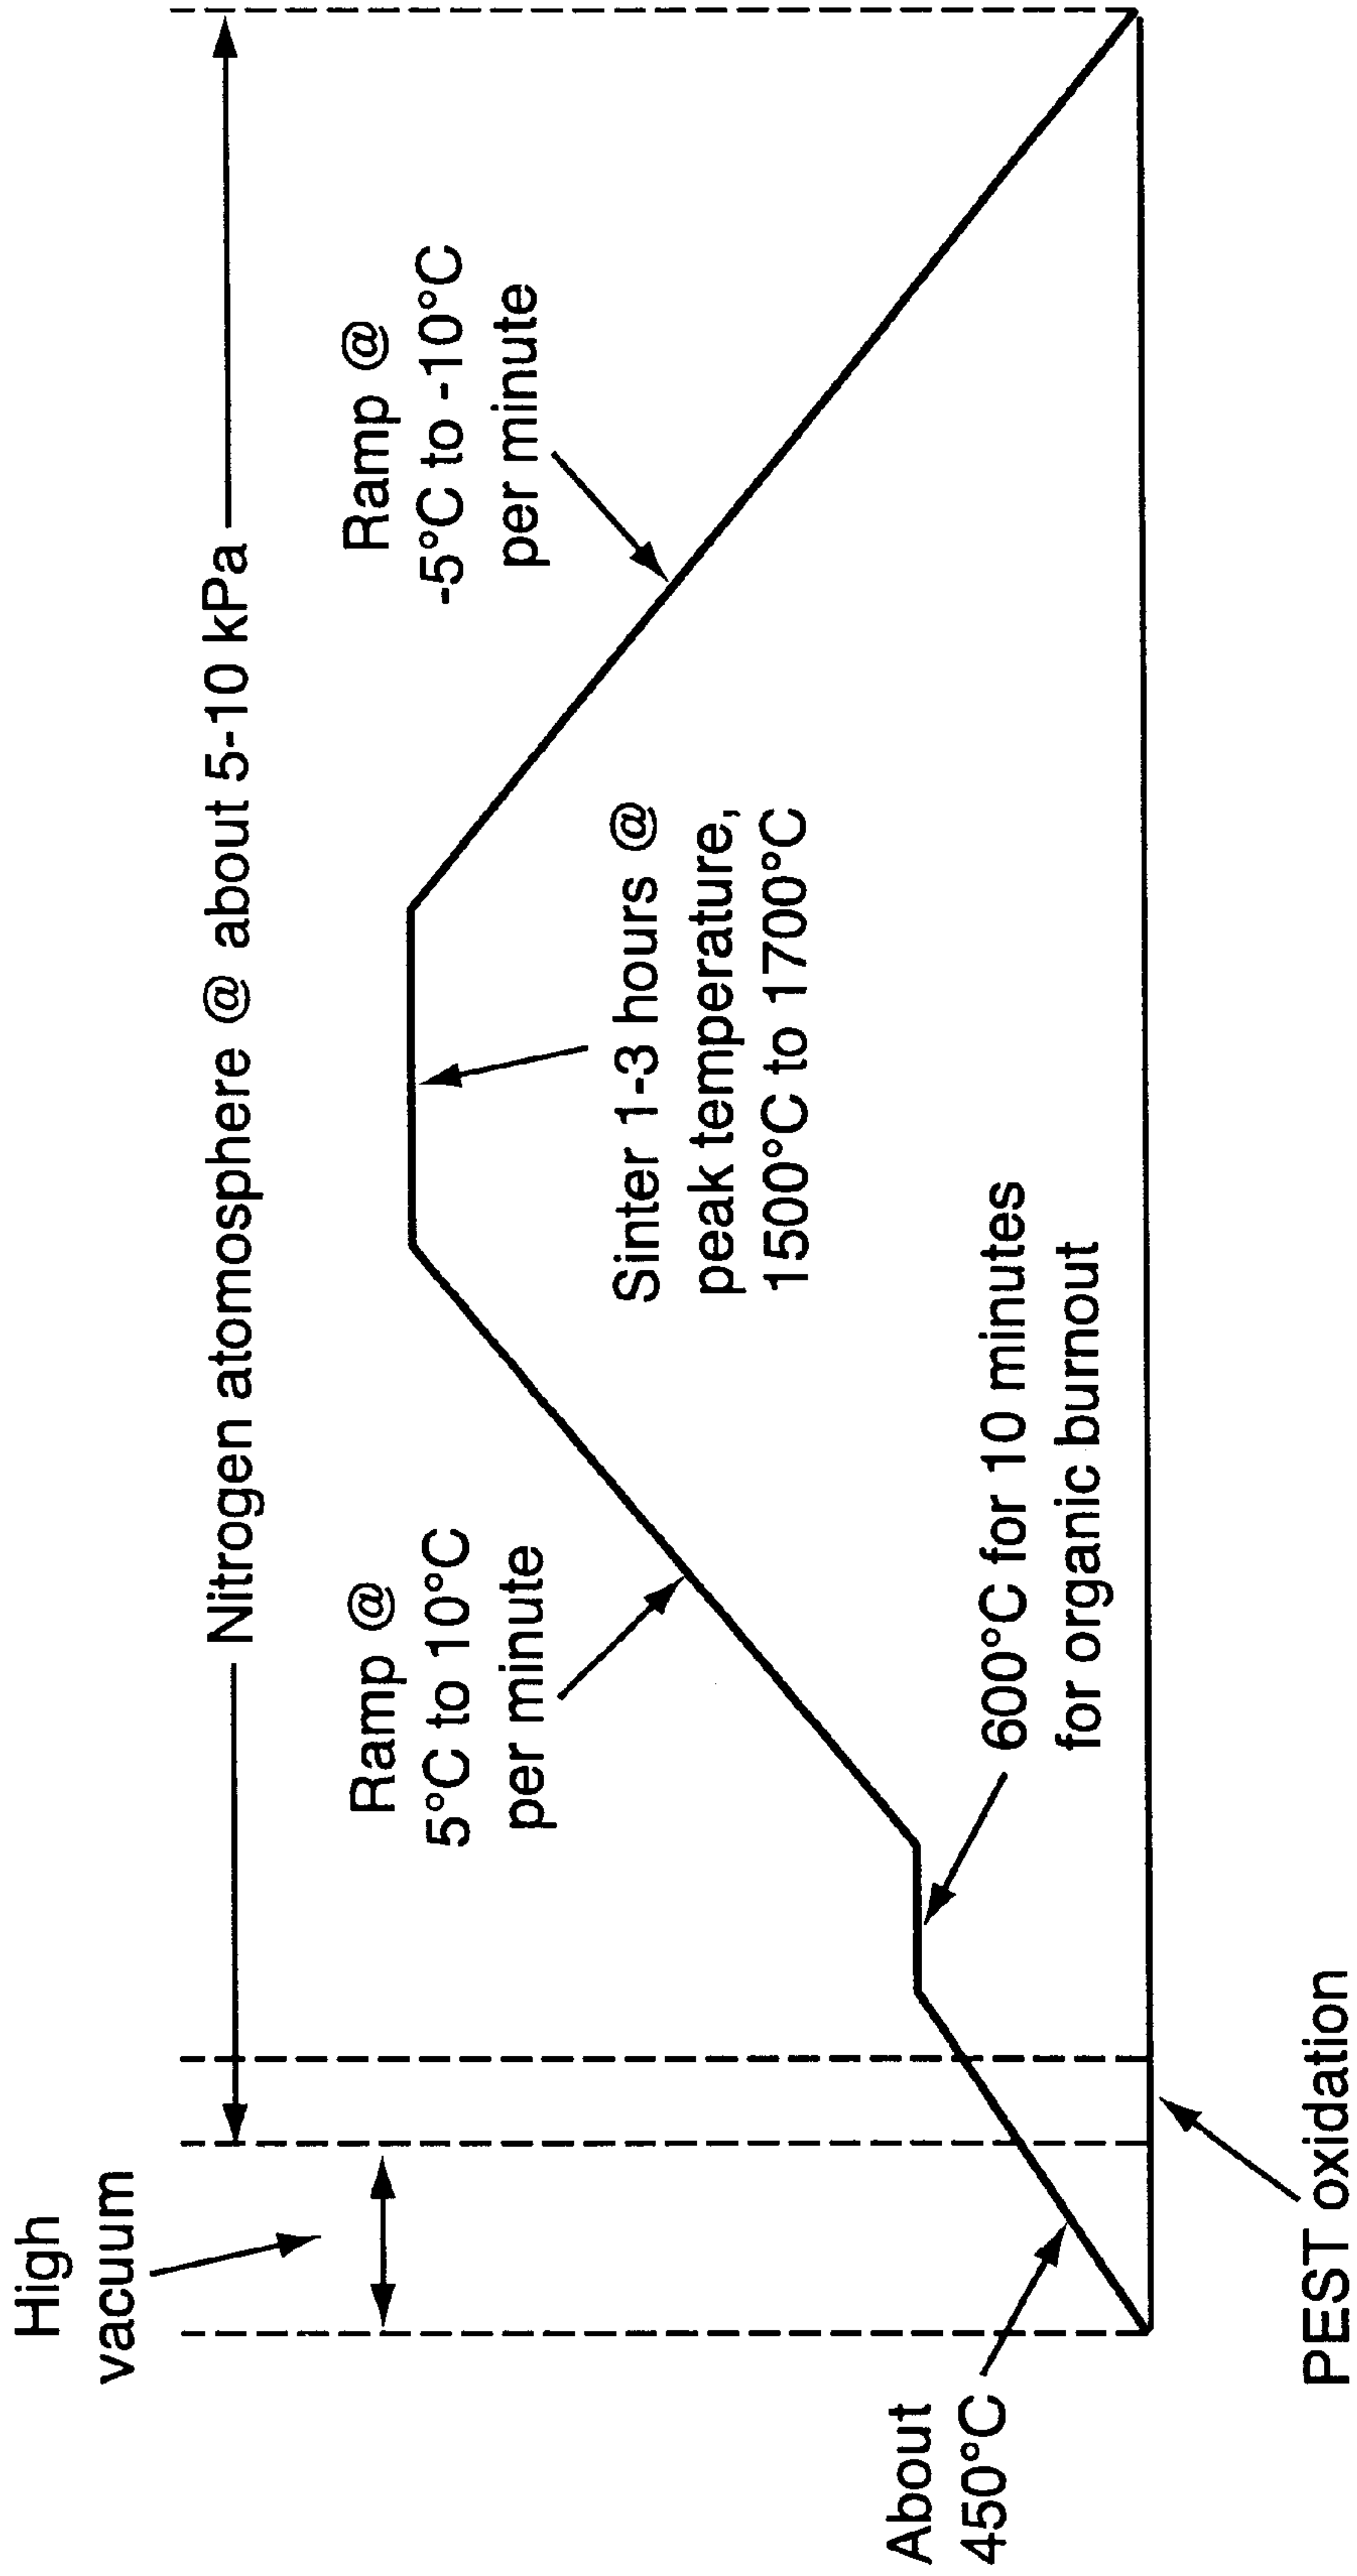 High
vacuum
Nitrogen atomosphere @ about 5-10 kPa
Ramp @
5°C to 10°C
per minute
Ramp @
-5°C to -10°C
per minute
Sinter 1-3 hours @
peak temperature,
1500°C to 1700°C
600°C for 10 minutes
for organic burnout
About
450°C
PEST oxidation